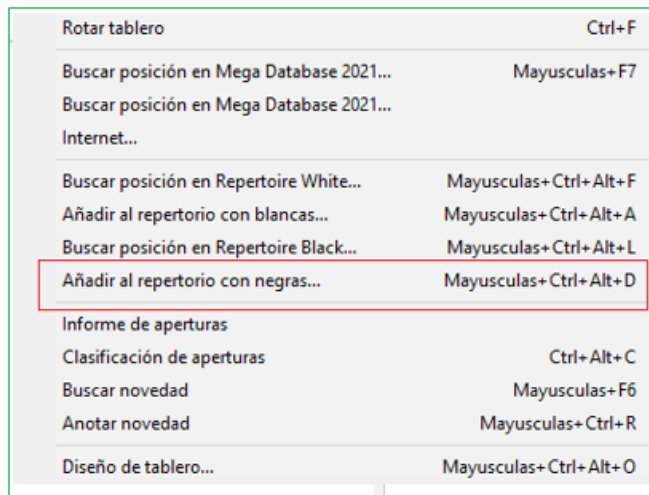 Rotar tablero Ctrl+F
Buscar posición en Mega Database 2021... Mayusculas+F7
Buscar posición en Mega Database 2021...
Internet...
Buscar posición en Repertoire White... Mayusculas+Ctrl+Alt+F
Añadir al repertorio con blancas... Mayusculas+Ctrl+Alt+A
Buscar posición en Repertoire Black... Mayusculas+Ctrl+Alt+L
Añadir al repertorio con negras... Mayusculas+Ctrl+Alt+D
Informe de aperturas
Clasificación de aperturas Ctrl+Alt+C
Buscar novedad Mayusculas+F6
Anotar novedad Mayusculas+Ctrl+R
Diseño de tablero... Mayusculas+Ctrl+Alt+O